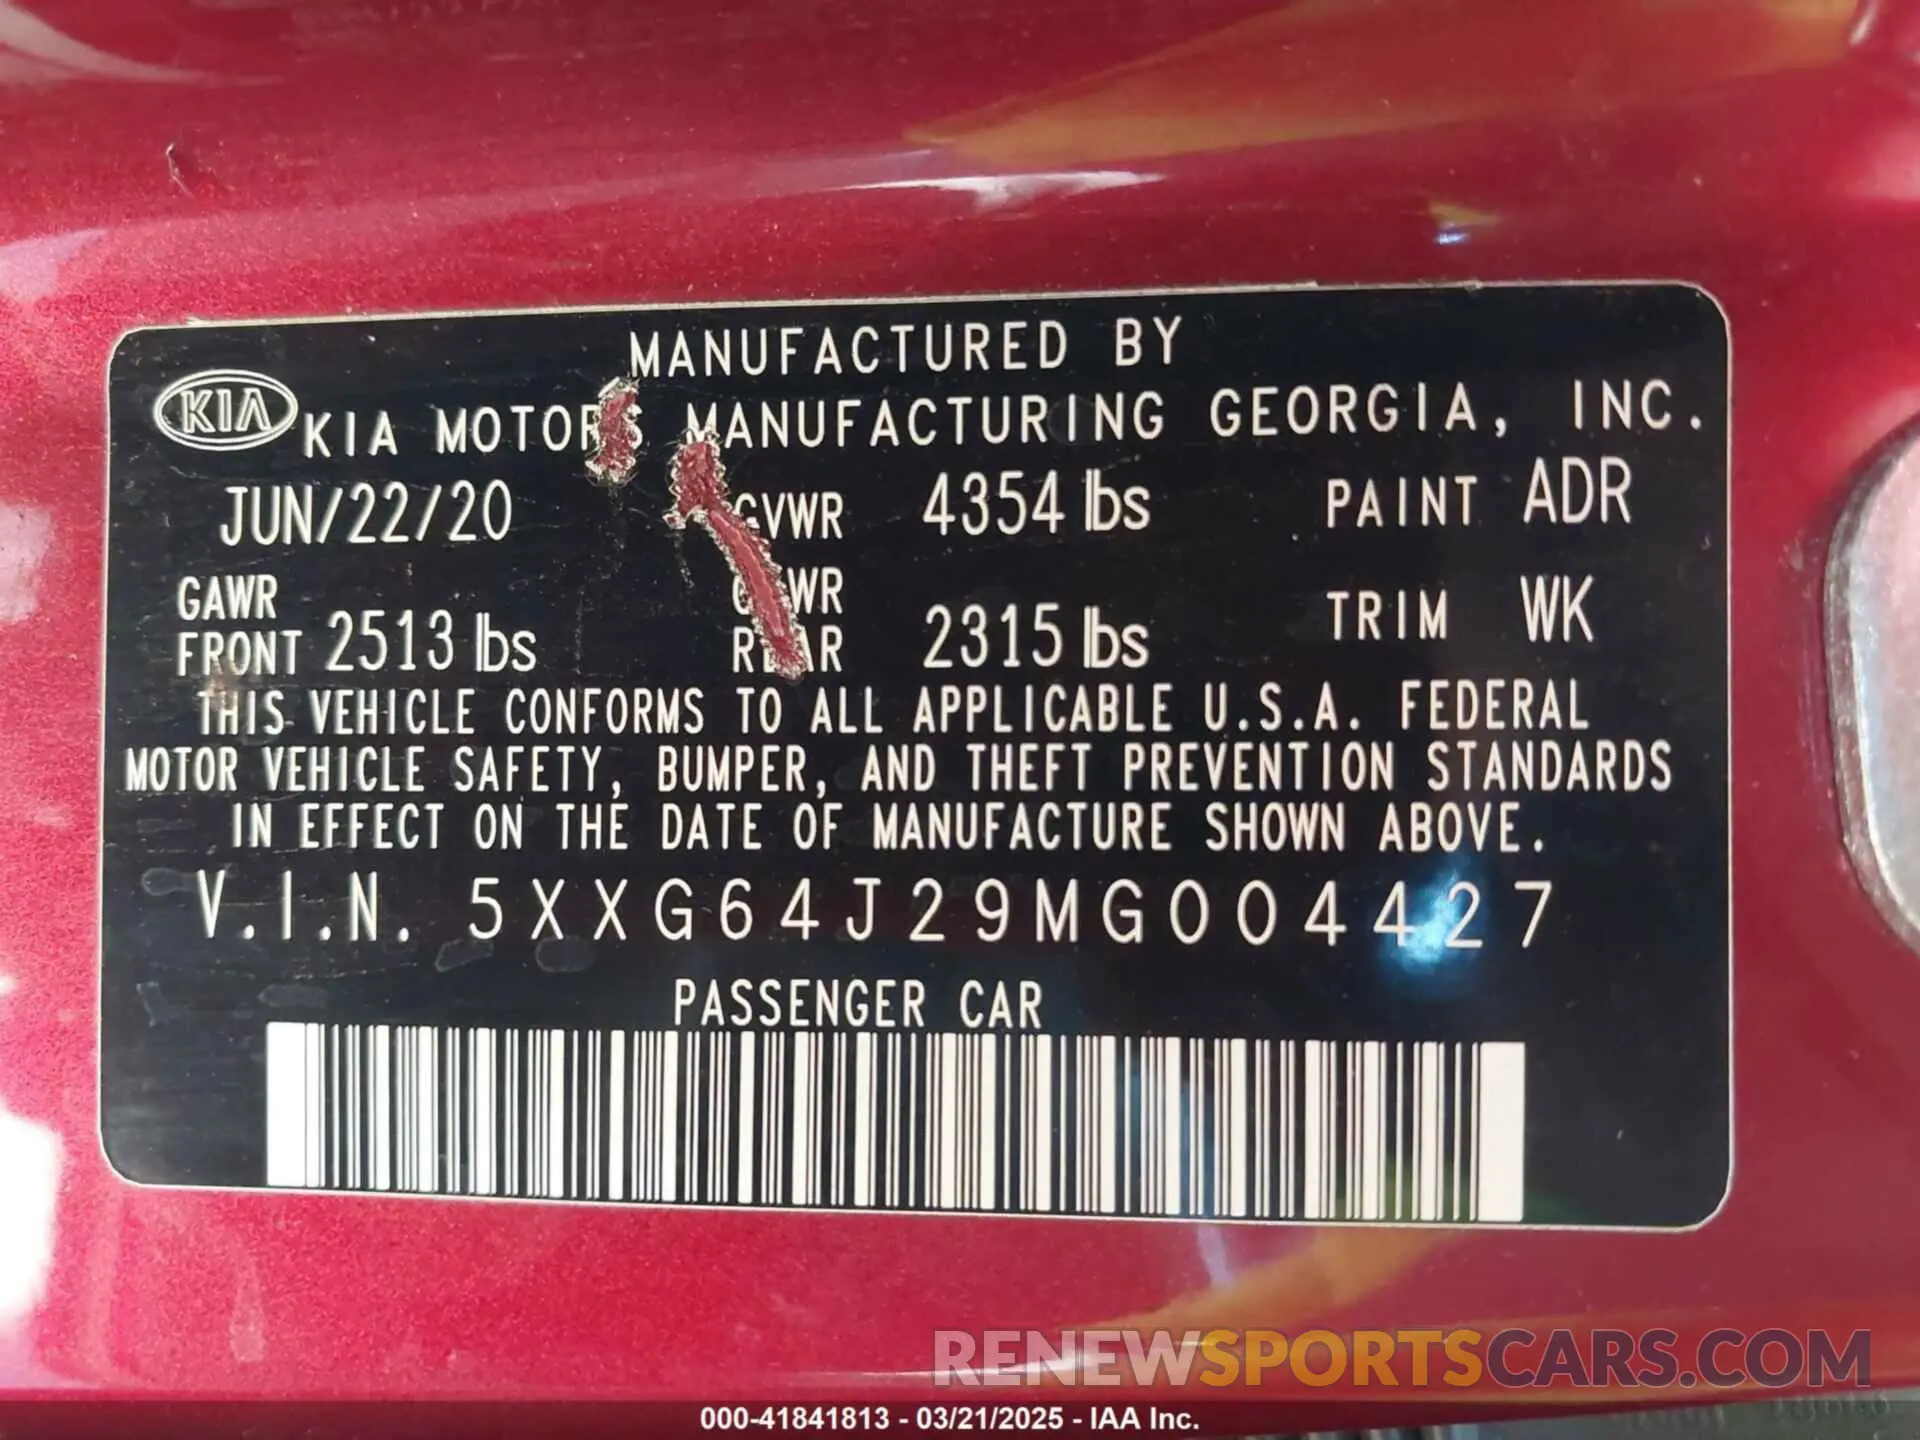 MANUFACTURED BY
KIA KIA MOTORS MANUFACTURING GEORGIA, INC.
JUN/22/20 GVWR 4354 lbs PAINT ADR
GAWR FRONT 2513 lbs GAWR REAR 2315 lbs TRIM WK
THIS VEHICLE CONFORMS TO ALL APPLICABLE U.S.A. FEDERAL
MOTOR VEHICLE SAFETY, BUMPER, AND THEFT PREVENTION STANDARDS
IN EFFECT ON THE DATE OF MANUFACTURE SHOWN ABOVE.
V.I.N. 5XXG64J29MG004427
PASSENGER CAR
RENEWSPORTSCARS.COM
000-41841813 - 03/21/2025 - IAA Inc.